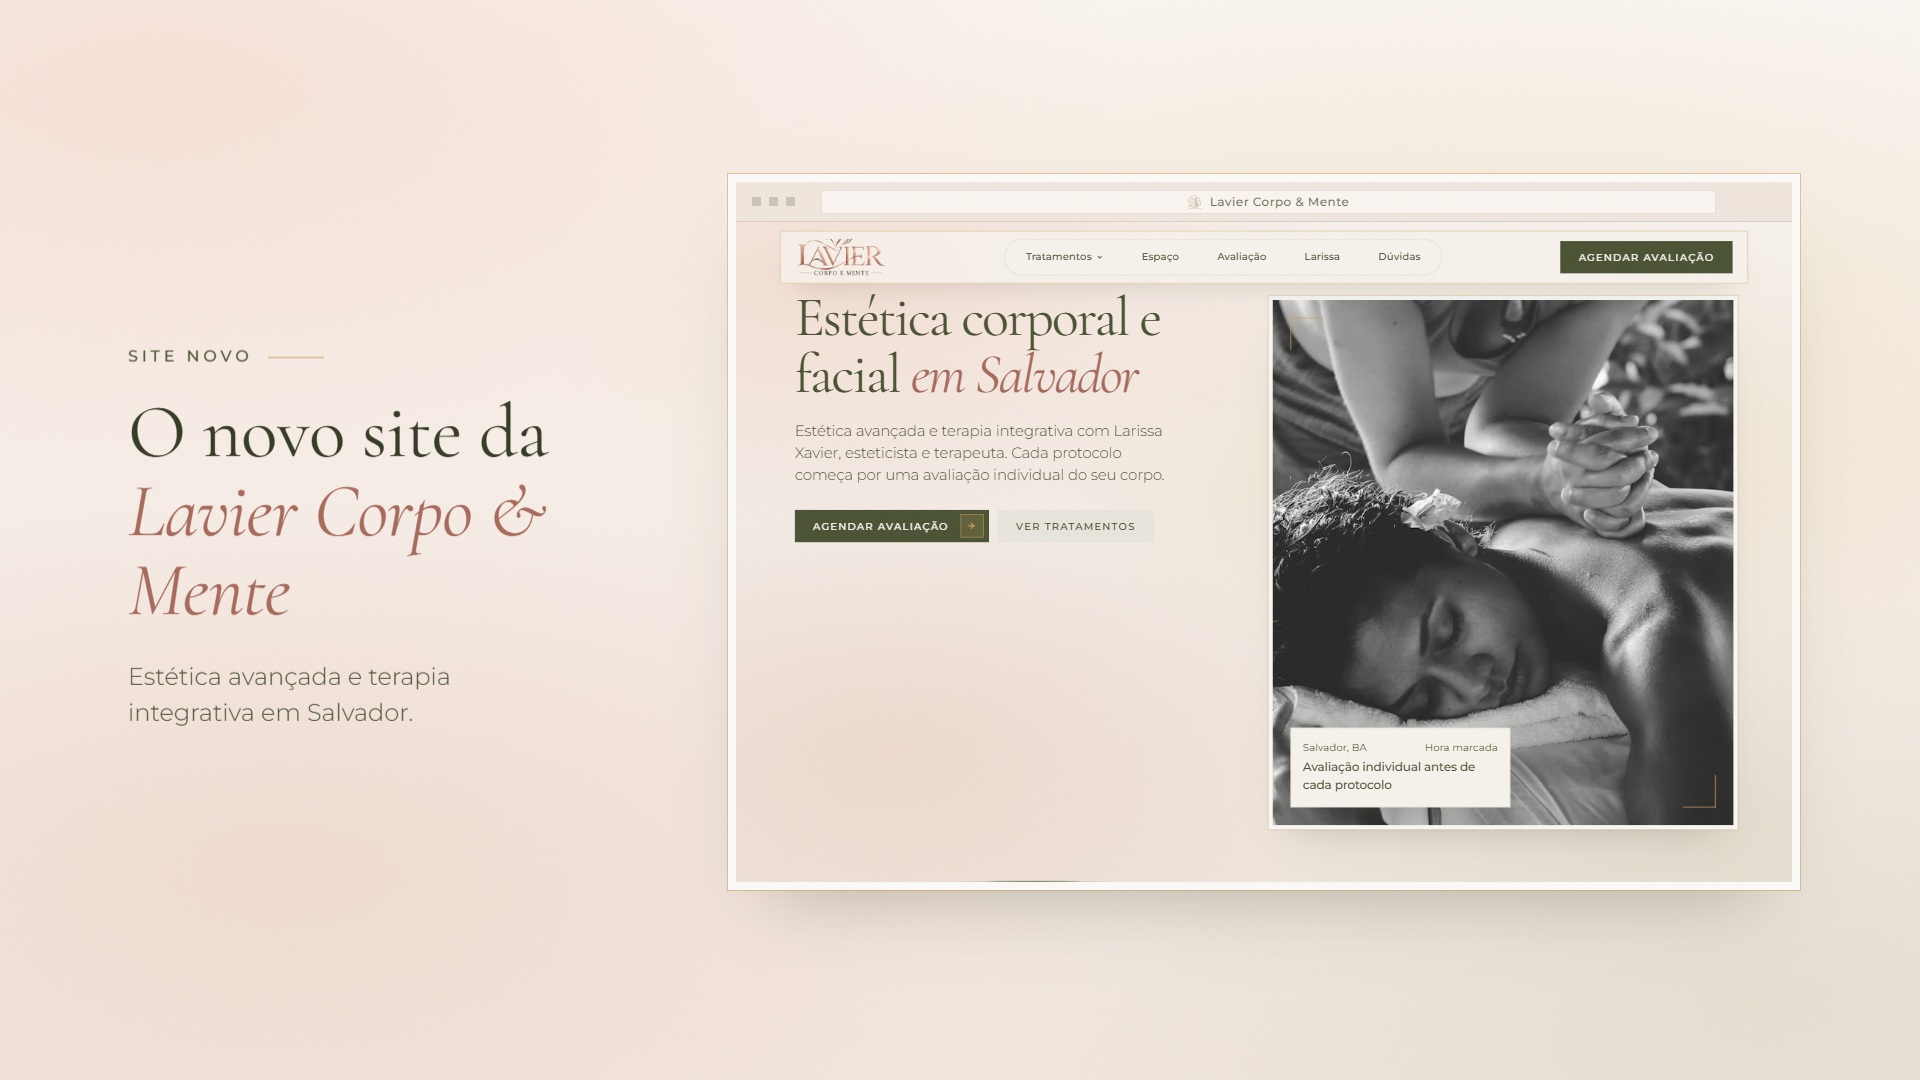 SITE NOVO
O novo site da
Lavier Corpo &
Mente
Estética avançada e terapia
integrativa em Salvador.
Lavier Corpo & Mente
LAVIER
CORPO E MENTE
Tratamentos
Espaço
Avaliação
Larissa
Dúvidas
AGENDAR AVALIAÇÃO
Estética corporal e
facial em Salvador
Estética avançada e terapia integrativa com Larissa
Xavier, esteticista e terapeuta. Cada protocolo
começa por uma avaliação individual do seu corpo.
AGENDAR AVALIAÇÃO
VER TRATAMENTOS
Salvador, BA
Hora marcada
Avaliação individual antes de
cada protocolo